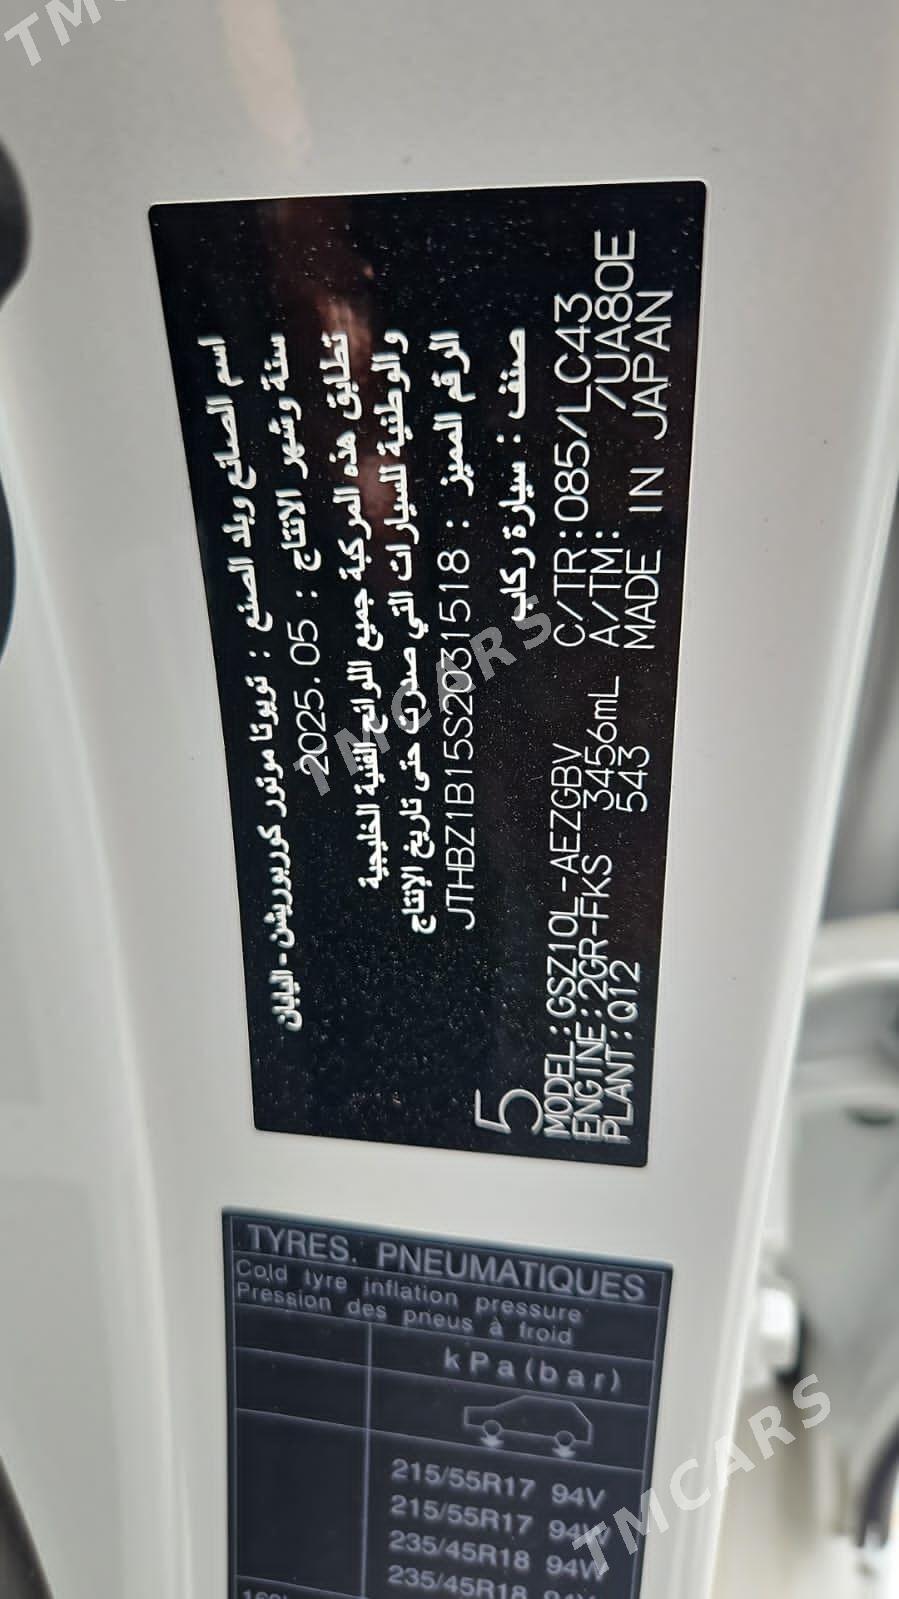 TMCARS
اسم الصانع وبلد الصنع : تويوتا موتور كوربوريشن - اليابان
سنة وشهر الانتاج : 2025.05
تطابق هذه المركبة جميع اللوائح الفنية الخليجية
والوطنية للسيارات التي صدرت حتى تاريخ الإنتاج
الرقم المميز : JTHBZ1B15S2031518
صنف : سيارة ركاب
5
MODEL:GSZ10L-AEZGBV C/TR:085/LC43
ENGINE:2GR-FKS 3456mL A/TM: /UA80E
PLANT:Q12 543 MADE IN JAPAN
TMCARS
TYRES. PNEUMATIQUES
Cold tyre inflation pressure
Pression des pneus à froid
kPa(bar)
215/55R17 94V
215/55R17 94W
235/45R18 94W
235/45R18
TMCARS